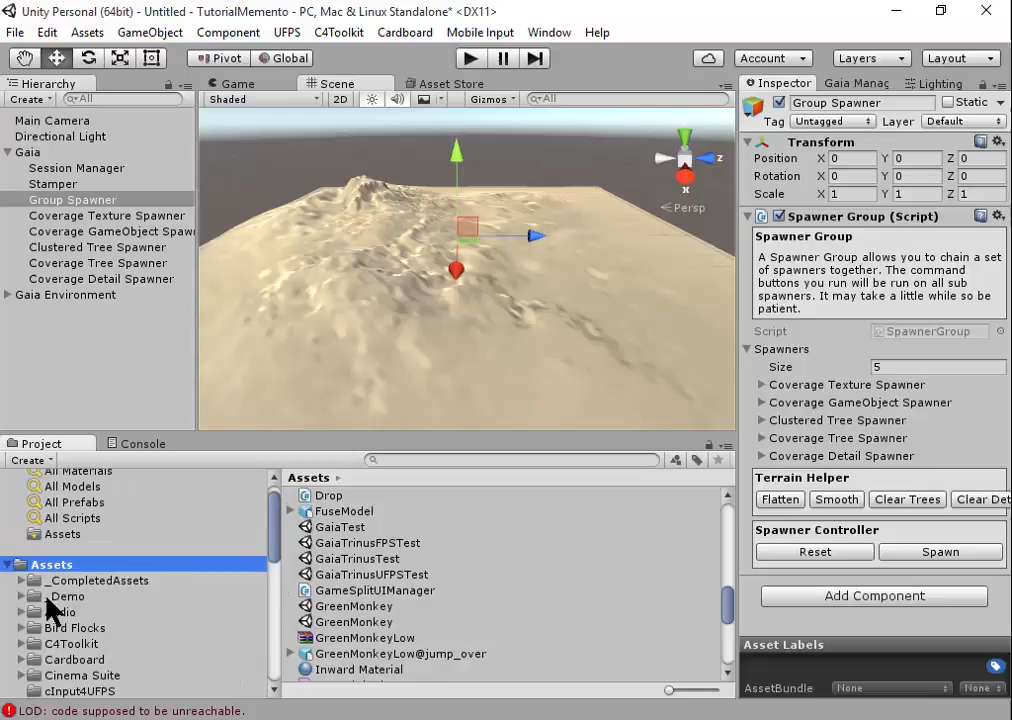 Unity Personal (64bit) - Untitled - TutorialMemento - PC, Mac & Linux Standalone* <DX11>
File Edit Assets GameObject Component UFPS C4Toolkit Cardboard Mobile Input Window Help
Pivot Global Account Layers Layout
Hierarchy Game Scene Asset Store Inspector Gaia Manag Lighting
Create All Shaded 2D Gizmos All Group Spawner Static
Tag Untagged Layer Default
Main Camera
Directional Light
Gaia
Session Manager
Stamper
Group Spawner
Coverage Texture Spawner
Coverage GameObject Spawn
Clustered Tree Spawner
Coverage Tree Spawner
Coverage Detail Spawner
Gaia Environment
z
x
Persp
Transform
Position X 0 Y 0 Z 0
Rotation X 0 Y 0 Z 0
Scale X 1 Y 1 Z 1
Spawner Group (Script)
Spawner Group
A Spawner Group allows you to chain a
set of spawners together. The command
buttons you run will be run on all sub
spawners. It may take a little while so be
patient.
Script SpawnerGroup
Spawners
Size 5
Coverage Texture Spawner
Coverage GameObject Spawner
Clustered Tree Spawner
Coverage Tree Spawner
Coverage Detail Spawner
Terrain Helper
Flatten Smooth Clear Trees Clear Det
Spawner Controller
Reset Spawn
Add Component
Asset Labels
AssetBundle None None
Project Console
Create
All Materials
All Models
All Prefabs
All Scripts
Assets
Assets
_CompletedAssets
_Demo
Bird Flocks
C4Toolkit
Cardboard
Cinema Suite
cInput4UFPS
Assets
Drop
FuseModel
GaiaTest
GaiaTrinusFPSTest
GaiaTrinusTest
GaiaTrinusUFPSTest
GameSplitUIManager
GreenMonkey
GreenMonkey
GreenMonkeyLow
GreenMonkeyLow@jump_over
Inward Material
LOD: code supposed to be unreachable.